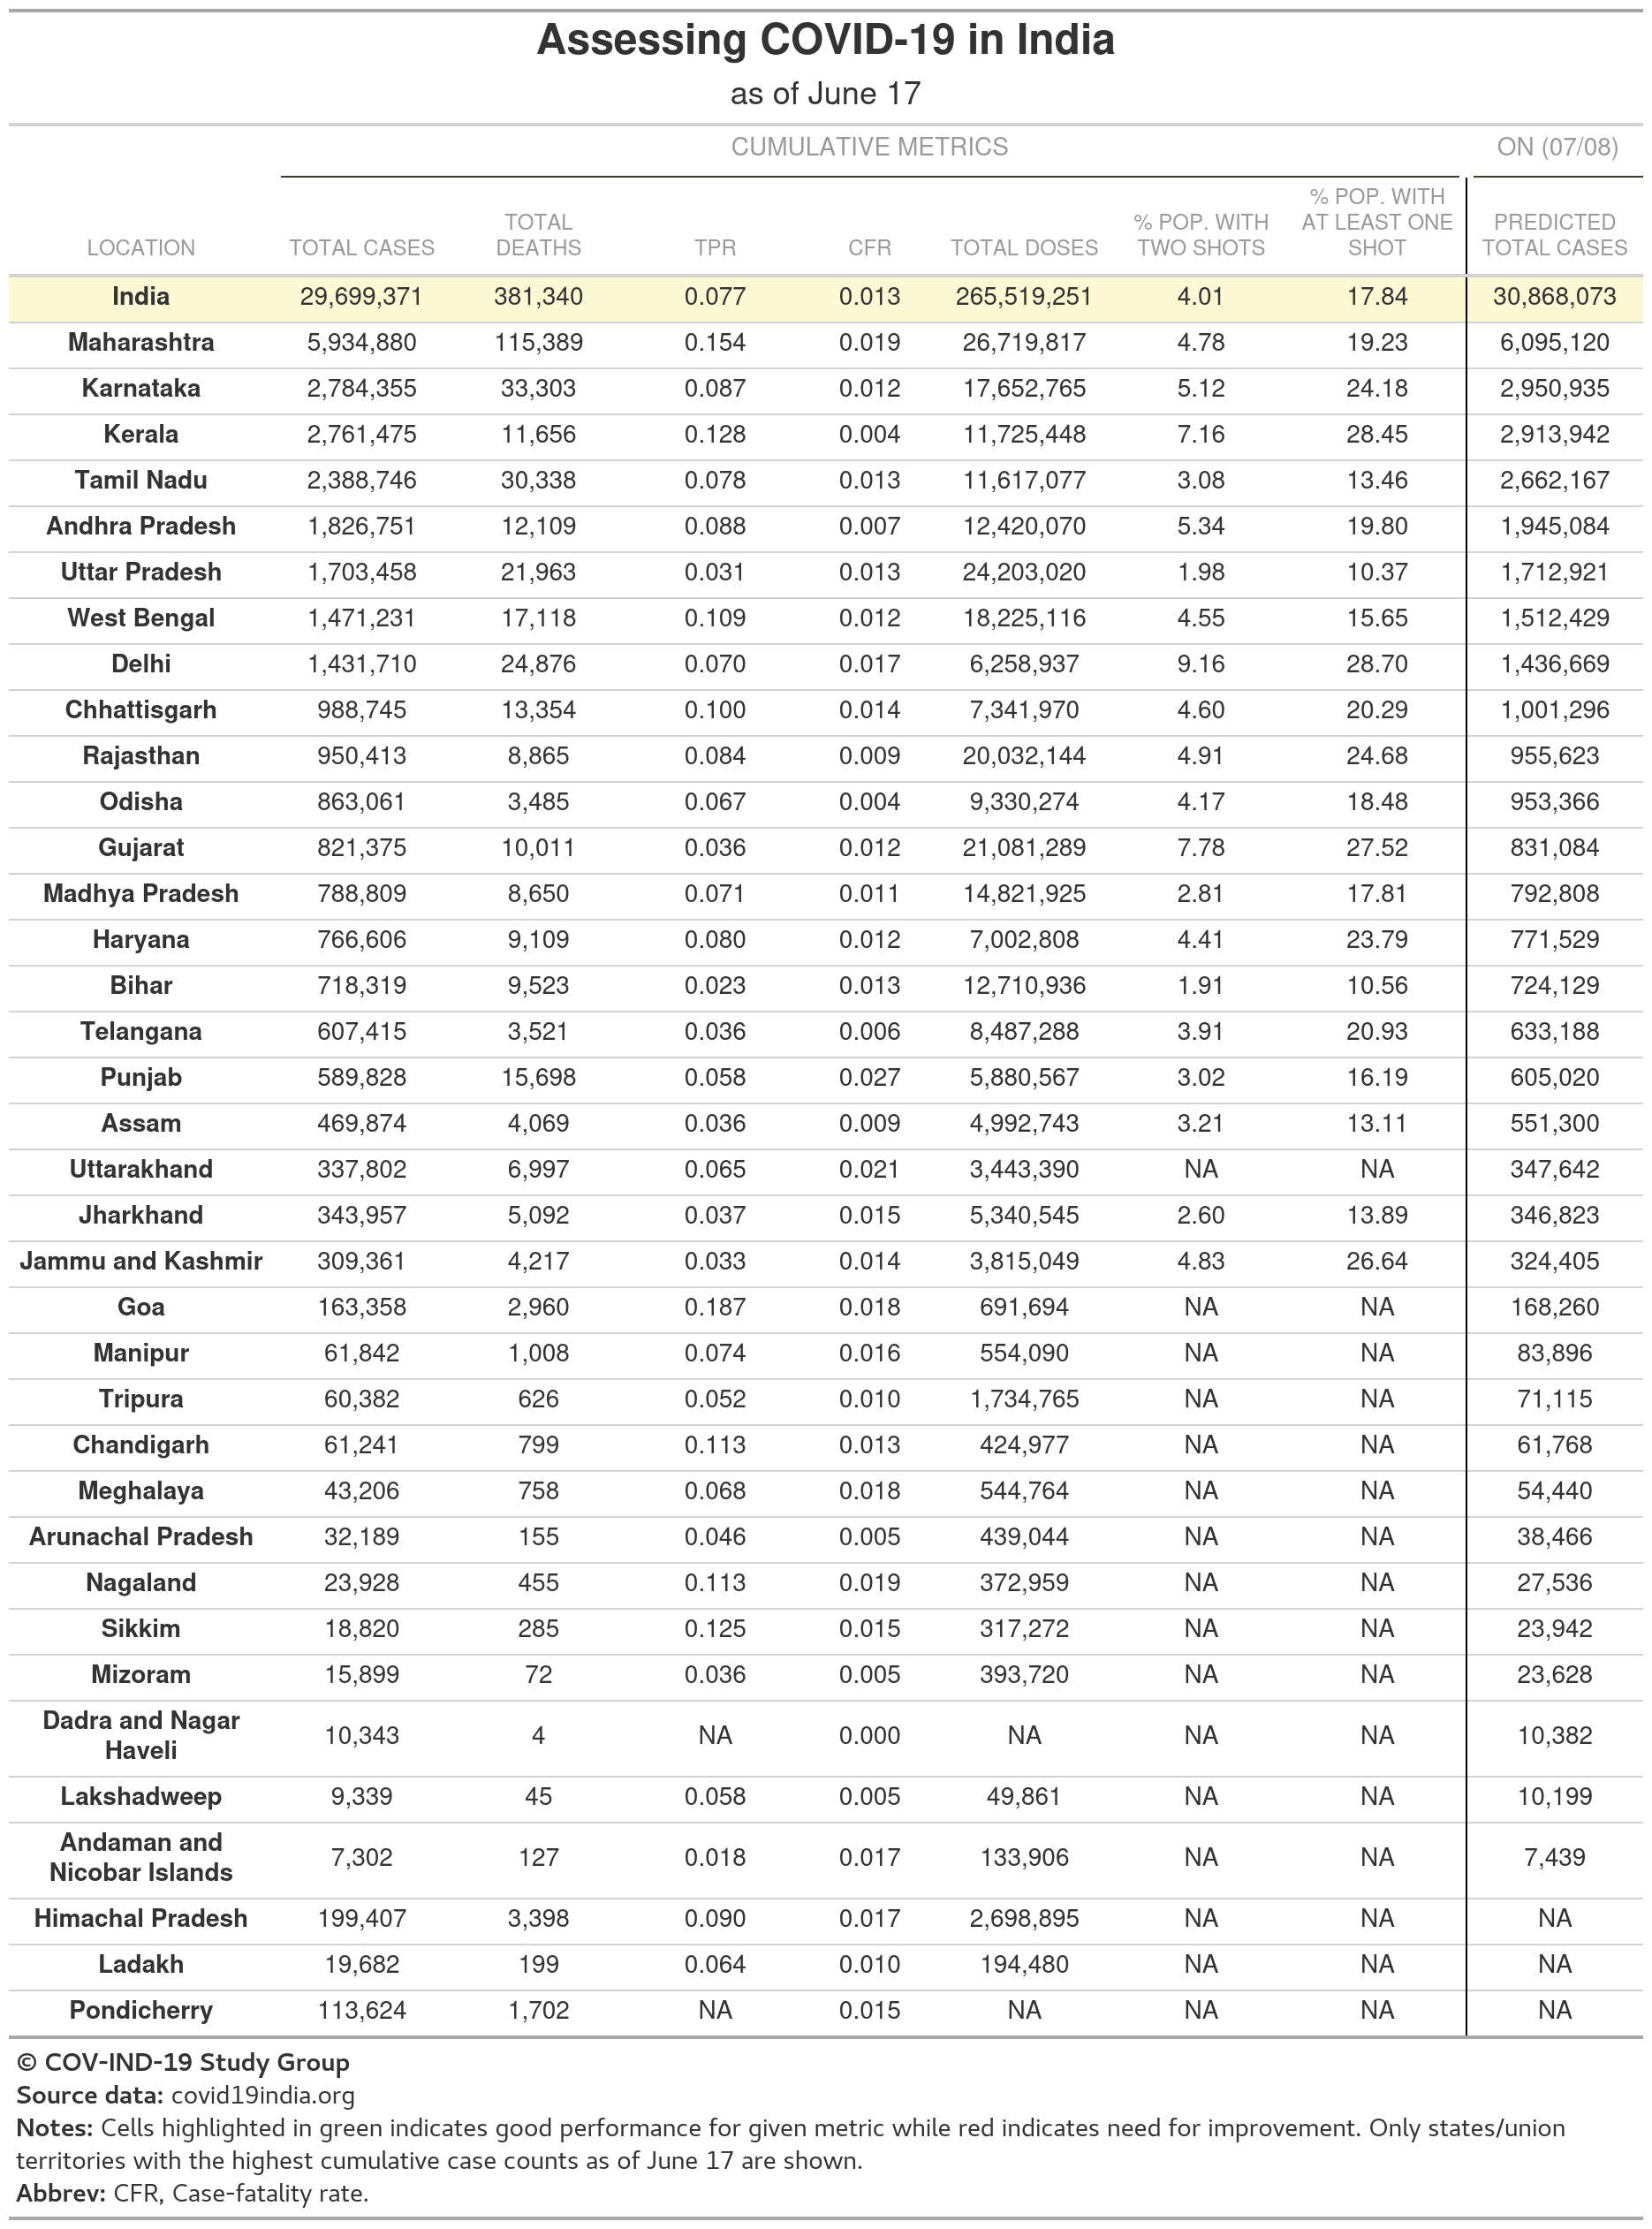 Assessing COVID-19 in India
as of June 17
CUMULATIVE METRICS ON (07/08)
LOCATION TOTAL CASES TOTAL DEATHS TPR CFR TOTAL DOSES % POP. WITH TWO SHOTS % POP. WITH AT LEAST ONE SHOT PREDICTED TOTAL CASES
India 29,699,371 381,340 0.077 0.013 265,519,251 4.01 17.84 30,868,073
Maharashtra 5,934,880 115,389 0.154 0.019 26,719,817 4.78 19.23 6,095,120
Karnataka 2,784,355 33,303 0.087 0.012 17,652,765 5.12 24.18 2,950,935
Kerala 2,761,475 11,656 0.128 0.004 11,725,448 7.16 28.45 2,913,942
Tamil Nadu 2,388,746 30,338 0.078 0.013 11,617,077 3.08 13.46 2,662,167
Andhra Pradesh 1,826,751 12,109 0.088 0.007 12,420,070 5.34 19.80 1,945,084
Uttar Pradesh 1,703,458 21,963 0.031 0.013 24,203,020 1.98 10.37 1,712,921
West Bengal 1,471,231 17,118 0.109 0.012 18,225,116 4.55 15.65 1,512,429
Delhi 1,431,710 24,876 0.070 0.017 6,258,937 9.16 28.70 1,436,669
Chhattisgarh 988,745 13,354 0.100 0.014 7,341,970 4.60 20.29 1,001,296
Rajasthan 950,413 8,865 0.084 0.009 20,032,144 4.91 24.68 955,623
Odisha 863,061 3,485 0.067 0.004 9,330,274 4.17 18.48 953,366
Gujarat 821,375 10,011 0.036 0.012 21,081,289 7.78 27.52 831,084
Madhya Pradesh 788,809 8,650 0.071 0.011 14,821,925 2.81 17.81 792,808
Haryana 766,606 9,109 0.080 0.012 7,002,808 4.41 23.79 771,529
Bihar 718,319 9,523 0.023 0.013 12,710,936 1.91 10.56 724,129
Telangana 607,415 3,521 0.036 0.006 8,487,288 3.91 20.93 633,188
Punjab 589,828 15,698 0.058 0.027 5,880,567 3.02 16.19 605,020
Assam 469,874 4,069 0.036 0.009 4,992,743 3.21 13.11 551,300
Uttarakhand 337,802 6,997 0.065 0.021 3,443,390 NA NA 347,642
Jharkhand 343,957 5,092 0.037 0.015 5,340,545 2.60 13.89 346,823
Jammu and Kashmir 309,361 4,217 0.033 0.014 3,815,049 4.83 26.64 324,405
Goa 163,358 2,960 0.187 0.018 691,694 NA NA 168,260
Manipur 61,842 1,008 0.074 0.016 554,090 NA NA 83,896
Tripura 60,382 626 0.052 0.010 1,734,765 NA NA 71,115
Chandigarh 61,241 799 0.113 0.013 424,977 NA NA 61,768
Meghalaya 43,206 758 0.068 0.018 544,764 NA NA 54,440
Arunachal Pradesh 32,189 155 0.046 0.005 439,044 NA NA 38,466
Nagaland 23,928 455 0.113 0.019 372,959 NA NA 27,536
Sikkim 18,820 285 0.125 0.015 317,272 NA NA 23,942
Mizoram 15,899 72 0.036 0.005 393,720 NA NA 23,628
Dadra and Nagar Haveli 10,343 4 NA 0.000 NA NA NA 10,382
Lakshadweep 9,339 45 0.058 0.005 49,861 NA NA 10,199
Andaman and Nicobar Islands 7,302 127 0.018 0.017 133,906 NA NA 7,439
Himachal Pradesh 199,407 3,398 0.090 0.017 2,698,895 NA NA NA
Ladakh 19,682 199 0.064 0.010 194,480 NA NA NA
Pondicherry 113,624 1,702 NA 0.015 NA NA NA NA
© COV-IND-19 Study Group
Source data: covid19india.org
Notes: Cells highlighted in green indicates good performance for given metric while red indicates need for improvement. Only states/union
territories with the highest cumulative case counts as of June 17 are shown.
Abbrev: CFR, Case-fatality rate.